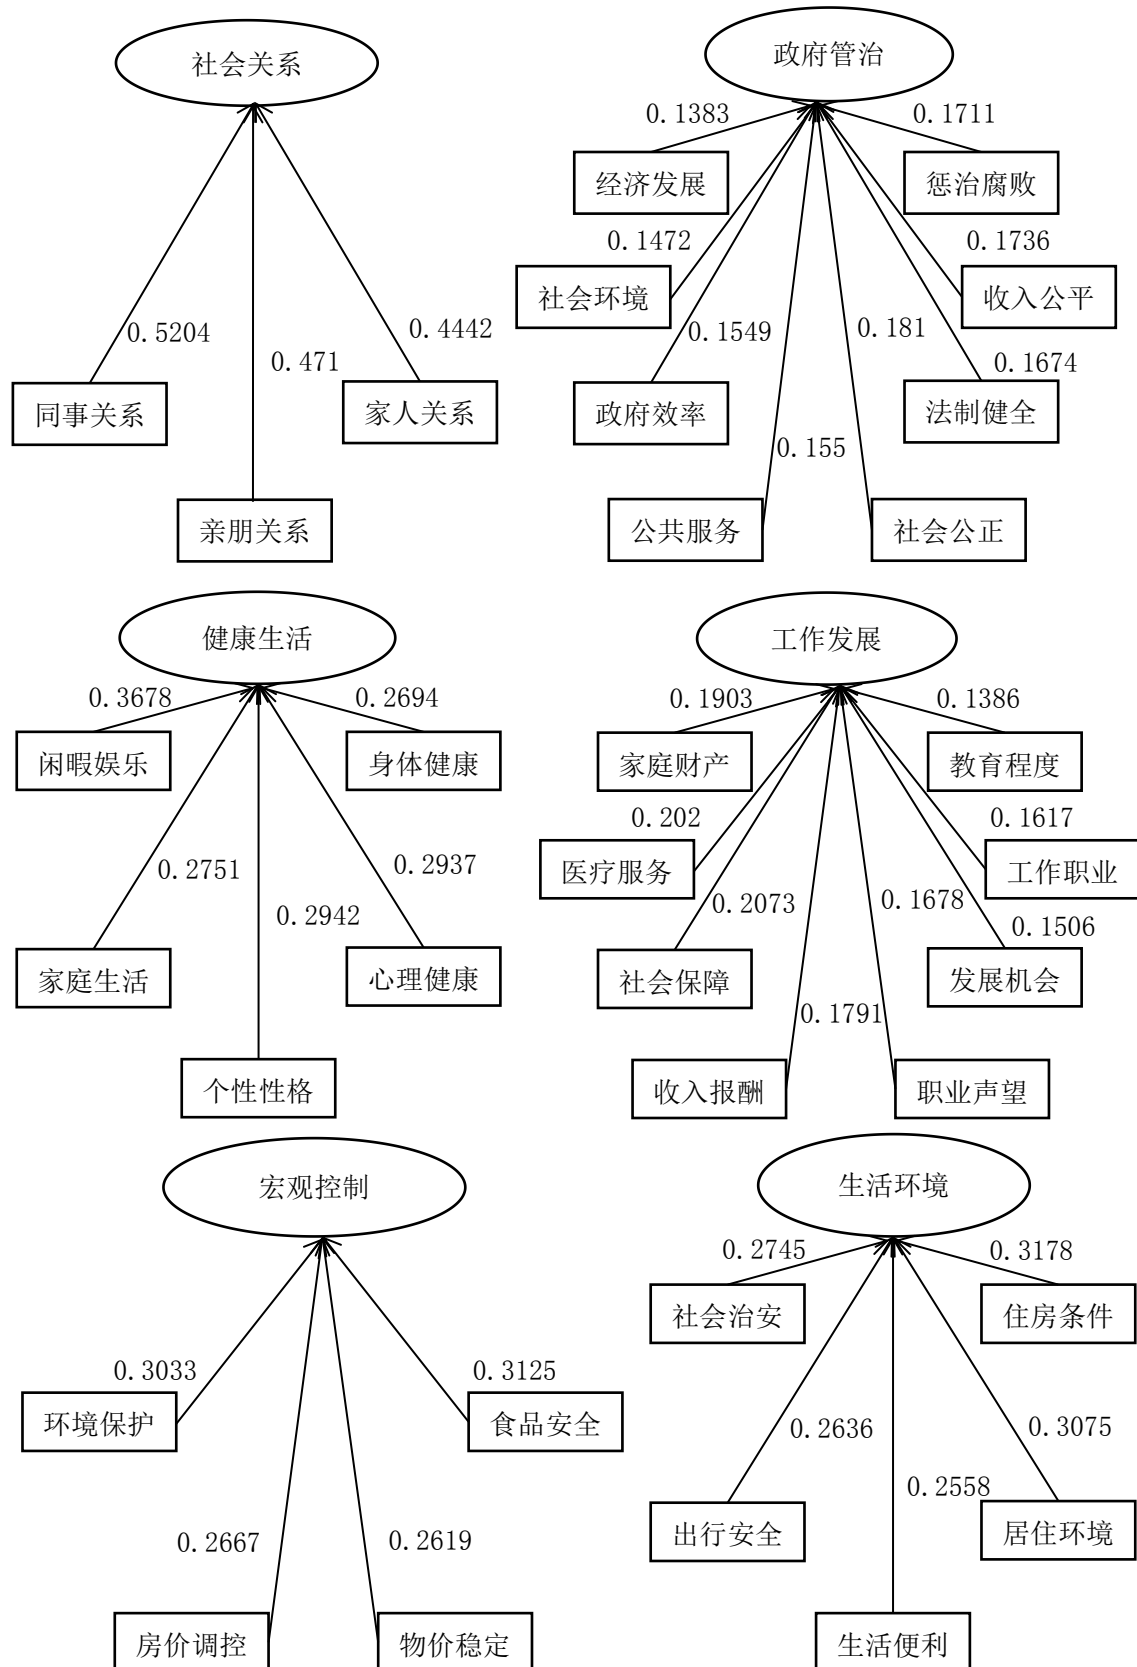 社会关系
0.5204
0.471
0.4442
同事关系
家人关系
亲朋关系
政府管治
0.1383
0.1711
经济发展
惩治腐败
0.1472
0.1736
社会环境
收入公平
0.1549
0.181
0.1674
政府效率
法制健全
0.155
公共服务
社会公正
健康生活
0.3678
0.2694
闲暇娱乐
身体健康
0.2751
0.2937
0.2942
家庭生活
心理健康
个性性格
工作发展
0.1903
0.1386
家庭财产
教育程度
0.202
0.1617
医疗服务
工作职业
0.2073
0.1678
0.1506
社会保障
发展机会
0.1791
收入报酬
职业声望
宏观控制
0.3033
0.3125
环境保护
食品安全
0.2667
0.2619
房价调控
物价稳定
生活环境
0.2745
0.3178
社会治安
住房条件
0.2636
0.3075
0.2558
出行安全
居住环境
生活便利